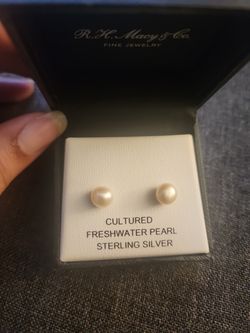 R.H. Macy & Co.
FINE JEWELRY
CULTURED
FRESHWATER PEARL
STERLING SILVER